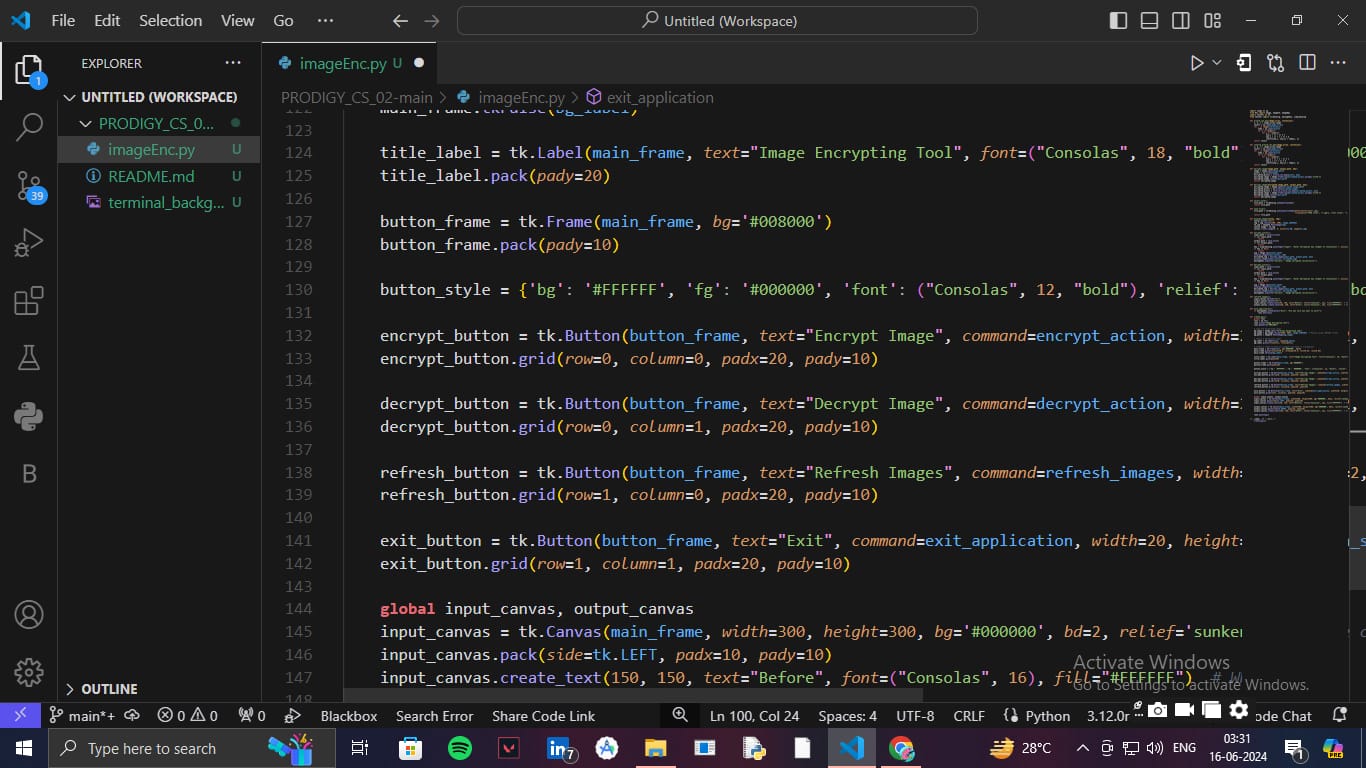 File Edit Selection View Go ··· Untitled (Workspace)
EXPLORER ···
imageEnc.py U
UNTITLED (WORKSPACE)
PRODIGY_CS_02-main > imageEnc.py > exit_application
PRODIGY_CS_0...
imageEnc.py U
README.md U
terminal_backg... U
1
39
B
OUTLINE
123
124 title_label = tk.Label(main_frame, text="Image Encrypting Tool", font=("Consolas", 18, "bold"
125 title_label.pack(pady=20)
126
127 button_frame = tk.Frame(main_frame, bg='#008000')
128 button_frame.pack(pady=10)
129
130 button_style = {'bg': '#FFFFFF', 'fg': '#000000', 'font': ("Consolas", 12, "bold"), 'relief':
131
132 encrypt_button = tk.Button(button_frame, text="Encrypt Image", command=encrypt_action, width=
133 encrypt_button.grid(row=0, column=0, padx=20, pady=10)
134
135 decrypt_button = tk.Button(button_frame, text="Decrypt Image", command=decrypt_action, width=
136 decrypt_button.grid(row=0, column=1, padx=20, pady=10)
137
138 refresh_button = tk.Button(button_frame, text="Refresh Images", command=refresh_images, width=
139 refresh_button.grid(row=1, column=0, padx=20, pady=10)
140
141 exit_button = tk.Button(button_frame, text="Exit", command=exit_application, width=20, height=
142 exit_button.grid(row=1, column=1, padx=20, pady=10)
143
144 global input_canvas, output_canvas
145 input_canvas = tk.Canvas(main_frame, width=300, height=300, bg='#000000', bd=2, relief='sunken
146 input_canvas.pack(side=tk.LEFT, padx=10, pady=10)
147 input_canvas.create_text(150, 150, text="Before", font=("Consolas", 16), fill="#FFFFFF") #
Activate Windows
Go to Settings to activate Windows.
main*+ 0 0 0 Blackbox Search Error Share Code Link Ln 100, Col 24 Spaces: 4 UTF-8 CRLF Python 3.12.0 ode Chat
Type here to search 7 28°C ENG 03:31 16-06-2024 1